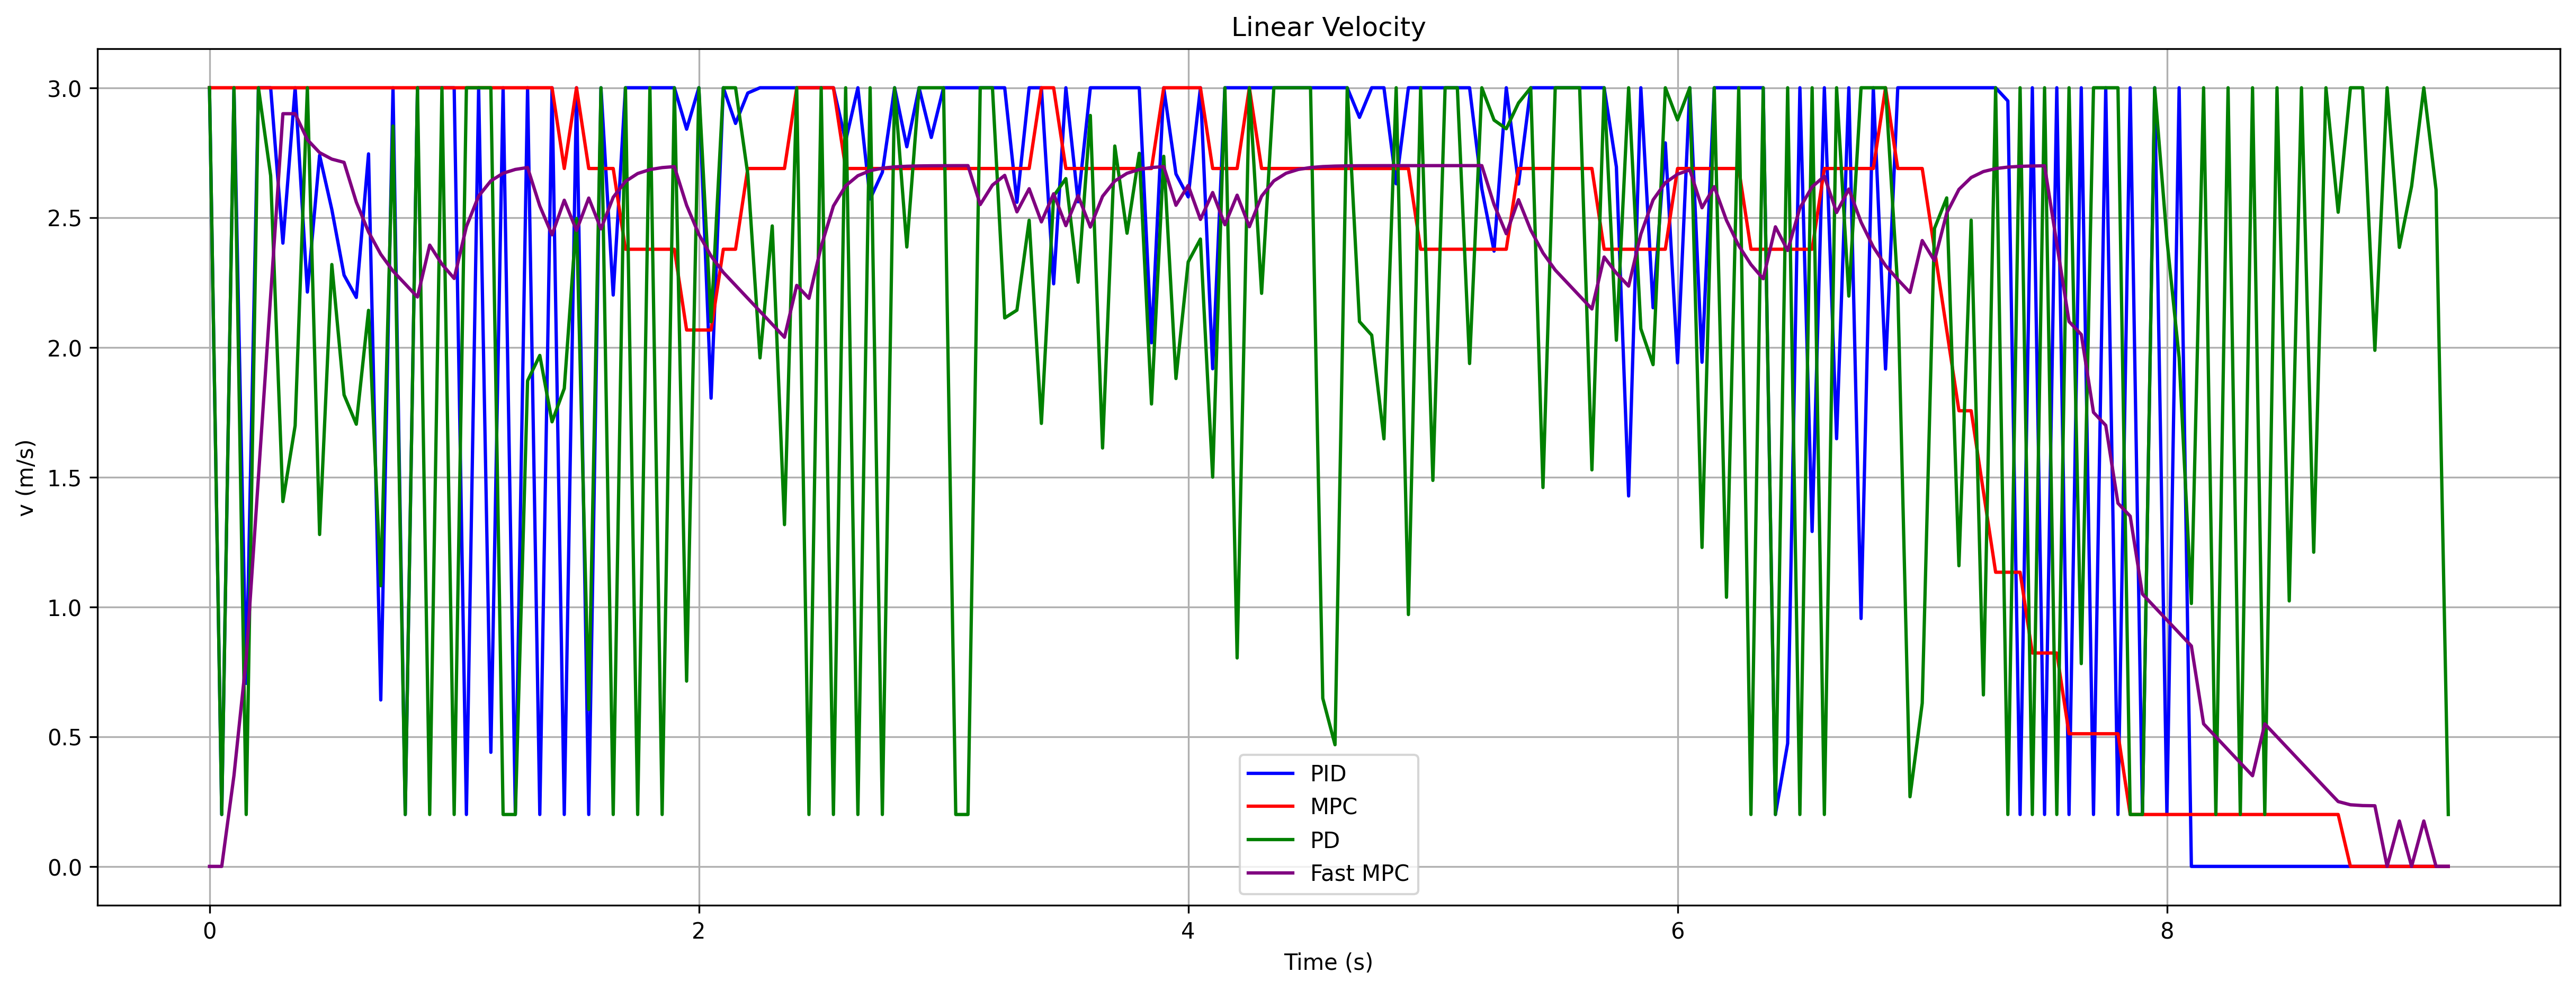 Linear Velocity
3.0
2.5
2.0
1.5
1.0
0.5
0.0
v (m/s)
PID
MPC
PD
Fast MPC
0 2 4 6 8
Time (s)